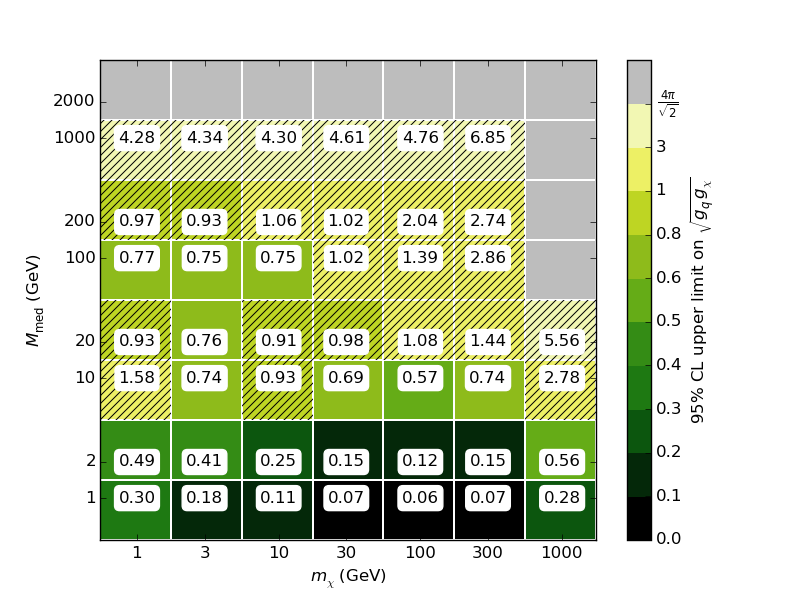 2000
1000 4.28 4.34 4.30 4.61 4.76 6.85
200 0.97 0.93 1.06 1.02 2.04 2.74
100 0.77 0.75 0.75 1.02 1.39 2.86
20 0.93 0.76 0.91 0.98 1.08 1.44 5.56
10 1.58 0.74 0.93 0.69 0.57 0.74 2.78
2 0.49 0.41 0.25 0.15 0.12 0.15 0.56
1 0.30 0.18 0.11 0.07 0.06 0.07 0.28
1 3 10 30 100 300 1000
mχ (GeV)
Mmed (GeV)
4π/√2
3
1
0.8
0.6
0.5
0.4
0.3
0.2
0.1
0.0
95% CL upper limit on √gqgχ